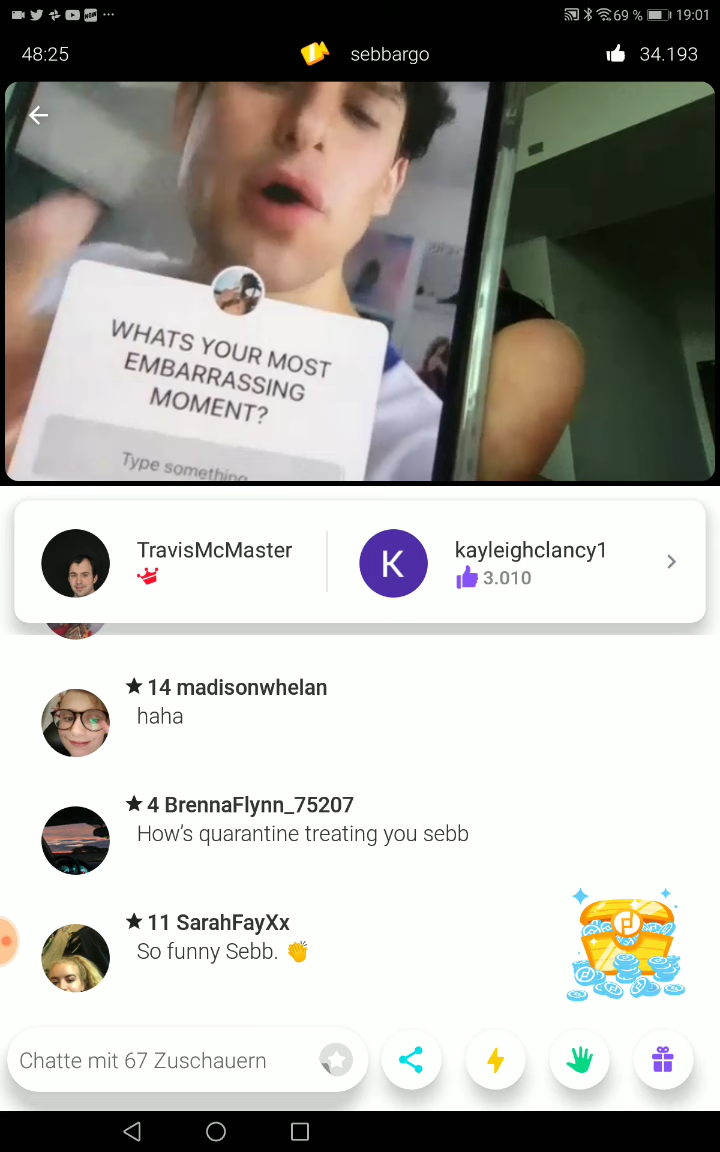 69 % 19:01
48:25 sebbargo 34.193
WHATS YOUR MOST
EMBARRASSING
MOMENT?
Type something
TravisMcMaster
K
kayleighclancy1
3.010
14 madisonwhelan
haha
4 BrennaFlynn_75207
How's quarantine treating you sebb
11 SarahFayXx
So funny Sebb. 👏
Chatte mit 67 Zuschauern